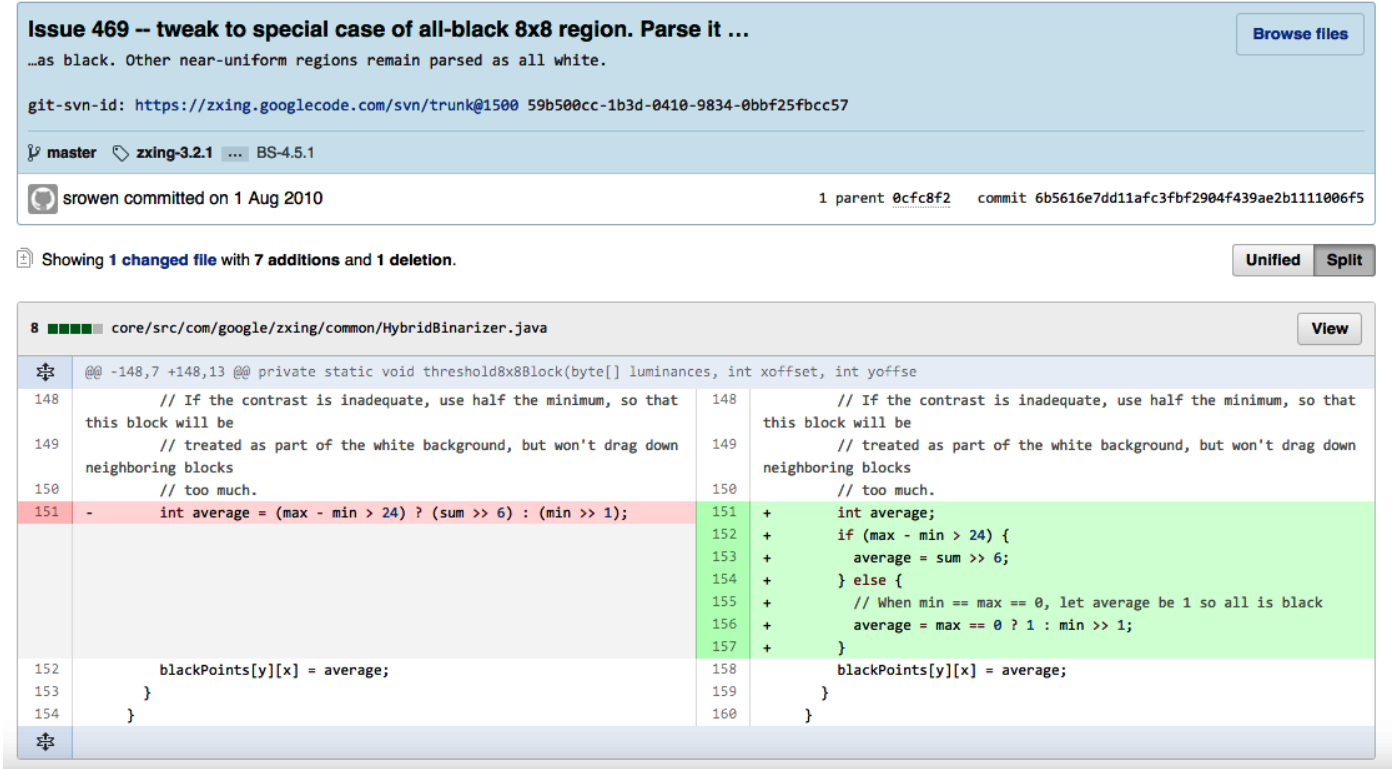 Issue 469 -- tweak to special case of all-black 8x8 region. Parse it …
Browse files
…as black. Other near-uniform regions remain parsed as all white.
git-svn-id: https://zxing.googlecode.com/svn/trunk@1500 59b500cc-1b3d-0410-9834-0bbf25fbcc57
master zxing-3.2.1 … BS-4.5.1
srowen committed on 1 Aug 2010 1 parent 0cfc8f2 commit 6b5616e7dd11afc3fbf2904f439ae2b1111006f5
Showing 1 changed file with 7 additions and 1 deletion. Unified Split
8 core/src/com/google/zxing/common/HybridBinarizer.java View
@@ -148,7 +148,13 @@ private static void threshold8x8Block(byte[] luminances, int xoffset, int yoffse
148 // If the contrast is inadequate, use half the minimum, so that
this block will be
149 // treated as part of the white background, but won't drag down
neighboring blocks
150 // too much.
151 - int average = (max - min > 24) ? (sum >> 6) : (min >> 1);
152 blackPoints[y][x] = average;
153 }
154 }
148 // If the contrast is inadequate, use half the minimum, so that
this block will be
149 // treated as part of the white background, but won't drag down
neighboring blocks
150 // too much.
151 + int average;
152 + if (max - min > 24) {
153 + average = sum >> 6;
154 + } else {
155 + // When min == max == 0, let average be 1 so all is black
156 + average = max == 0 ? 1 : min >> 1;
157 + }
158 blackPoints[y][x] = average;
159 }
160 }